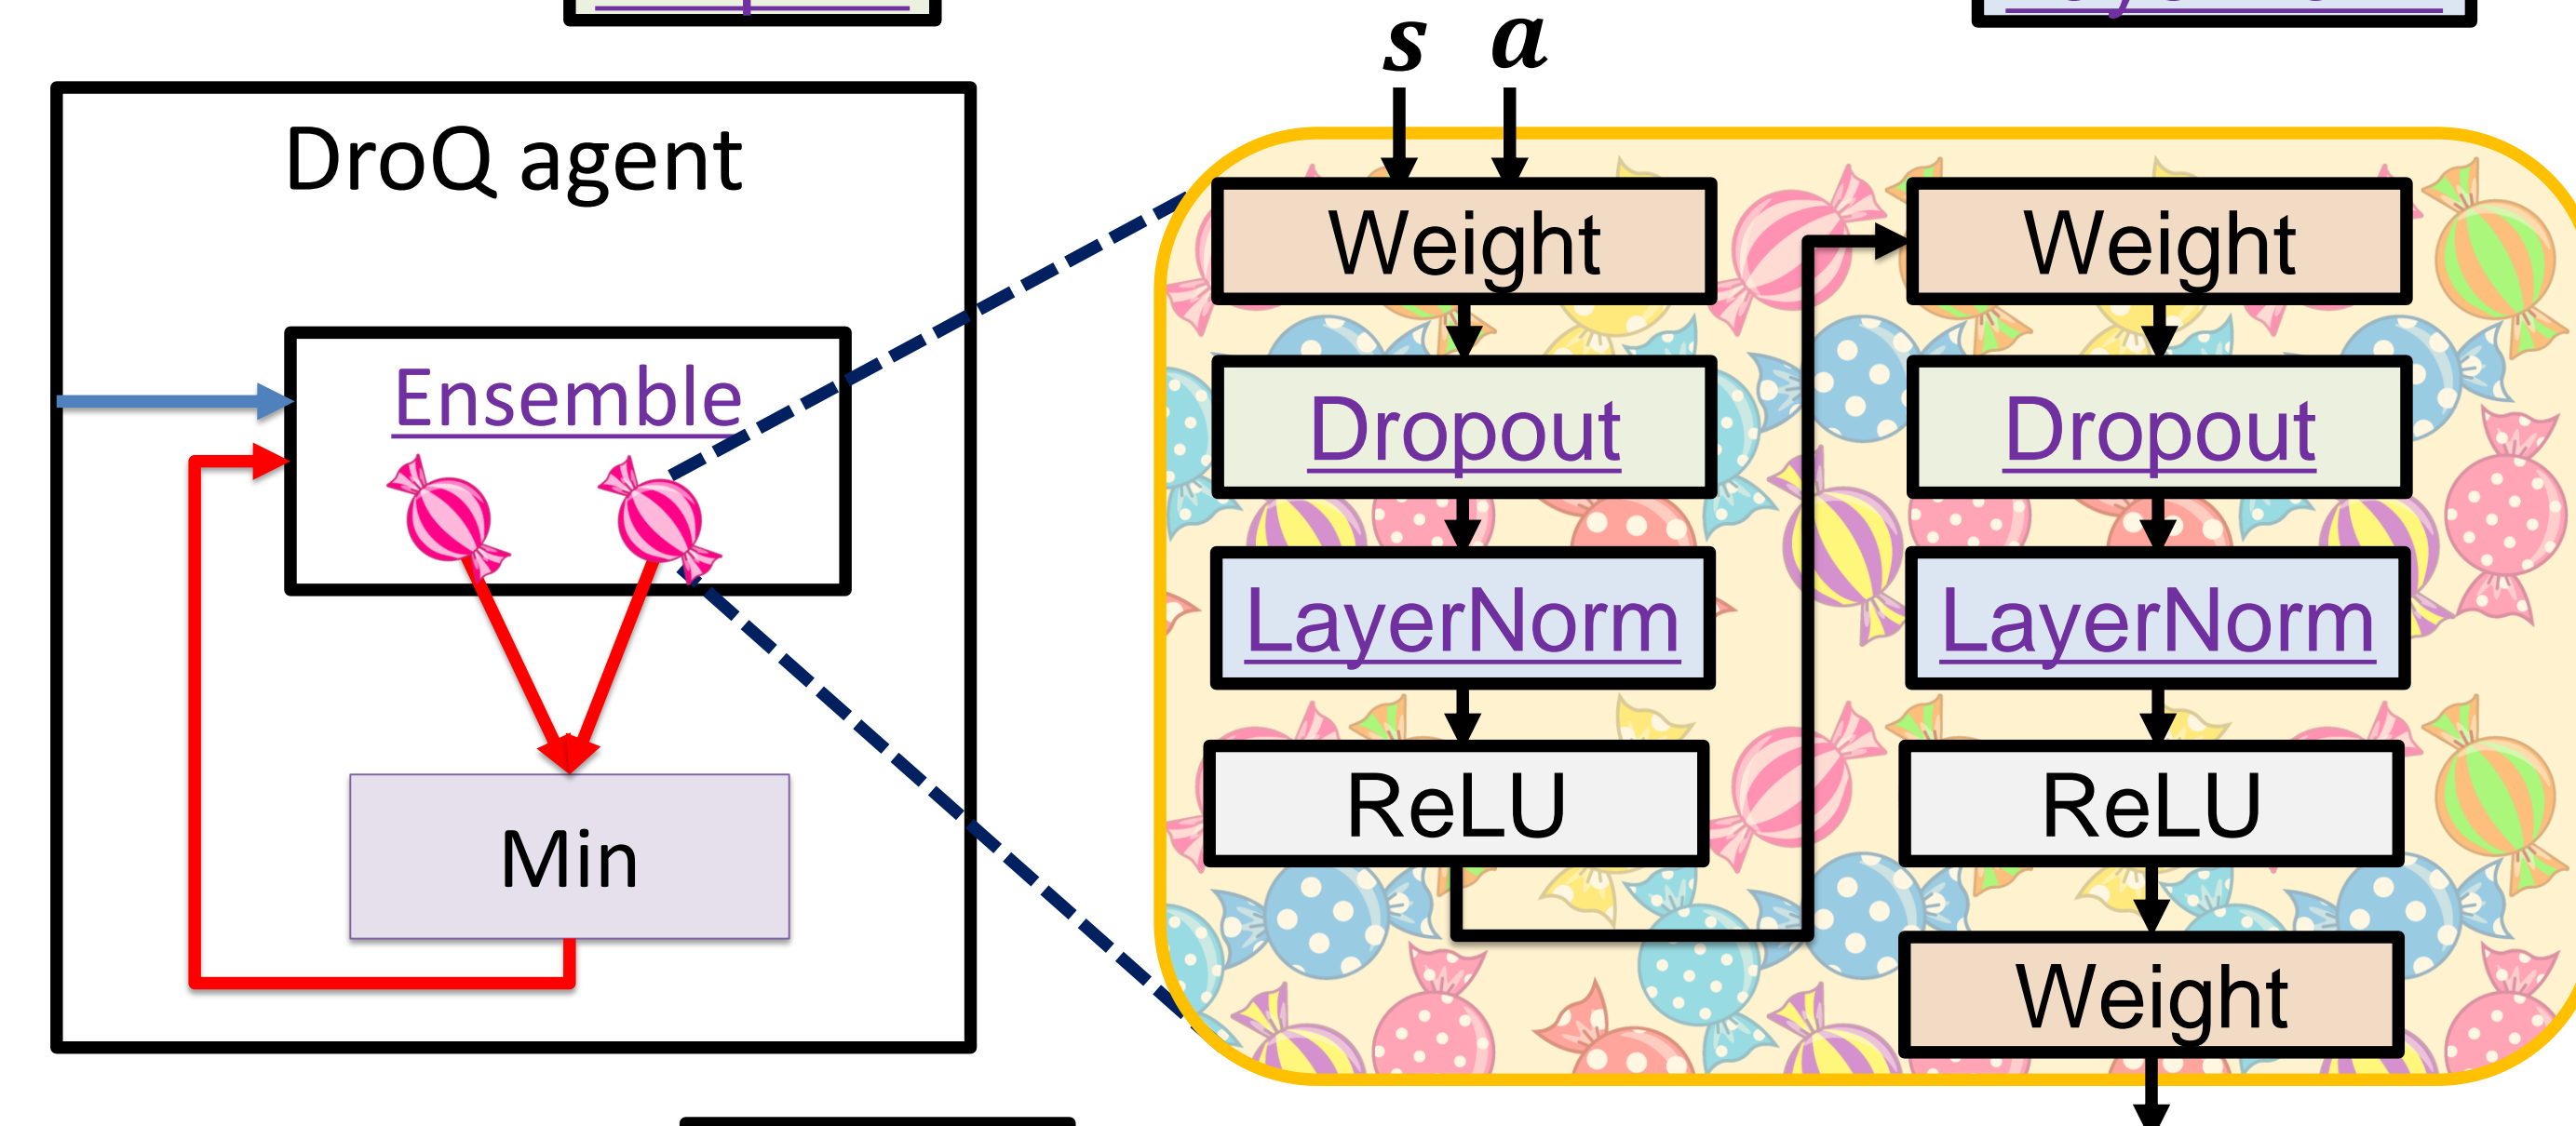 s a
DroQ agent
Ensemble
Min
Weight
Dropout
LayerNorm
ReLU
Weight
Dropout
LayerNorm
ReLU
Weight